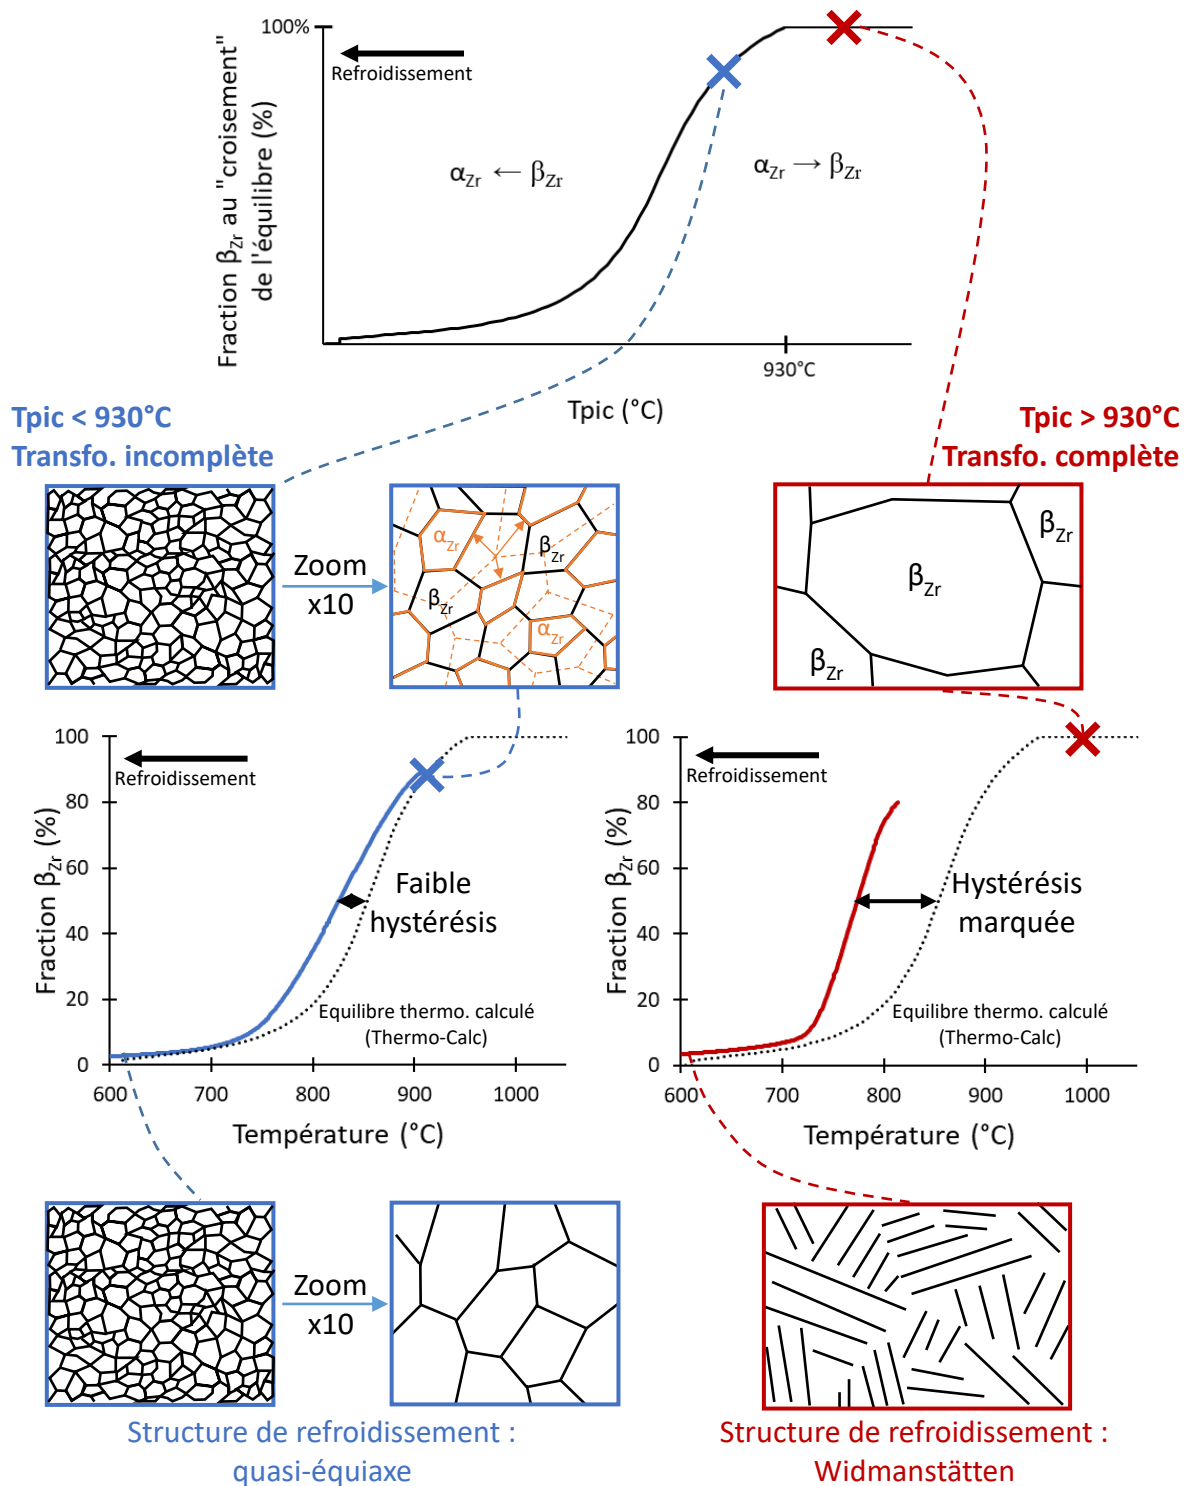 100%
Refroidissement
Fraction βZr au "croisement"
de l'équilibre (%)
αZr ← βZr
αZr → βZr
930°C
Tpic (°C)
Tpic < 930°C
Transfo. incomplète
Tpic > 930°C
Transfo. complète
Zoom
x10
αZr
βZr
βZr
αZr
βZr
βZr
βZr
100
80
60
40
20
0
Fraction βZr (%)
Refroidissement
Faible
hystérésis
Equilibre thermo. calculé
(Thermo-Calc)
600
700
800
900
1000
Température (°C)
100
80
60
40
20
0
Fraction βZr (%)
Refroidissement
Hystérésis
marquée
Equilibre thermo. calculé
(Thermo-Calc)
600
700
800
900
1000
Température (°C)
Zoom
x10
Structure de refroidissement :
quasi-équiaxe
Structure de refroidissement :
Widmanstätten